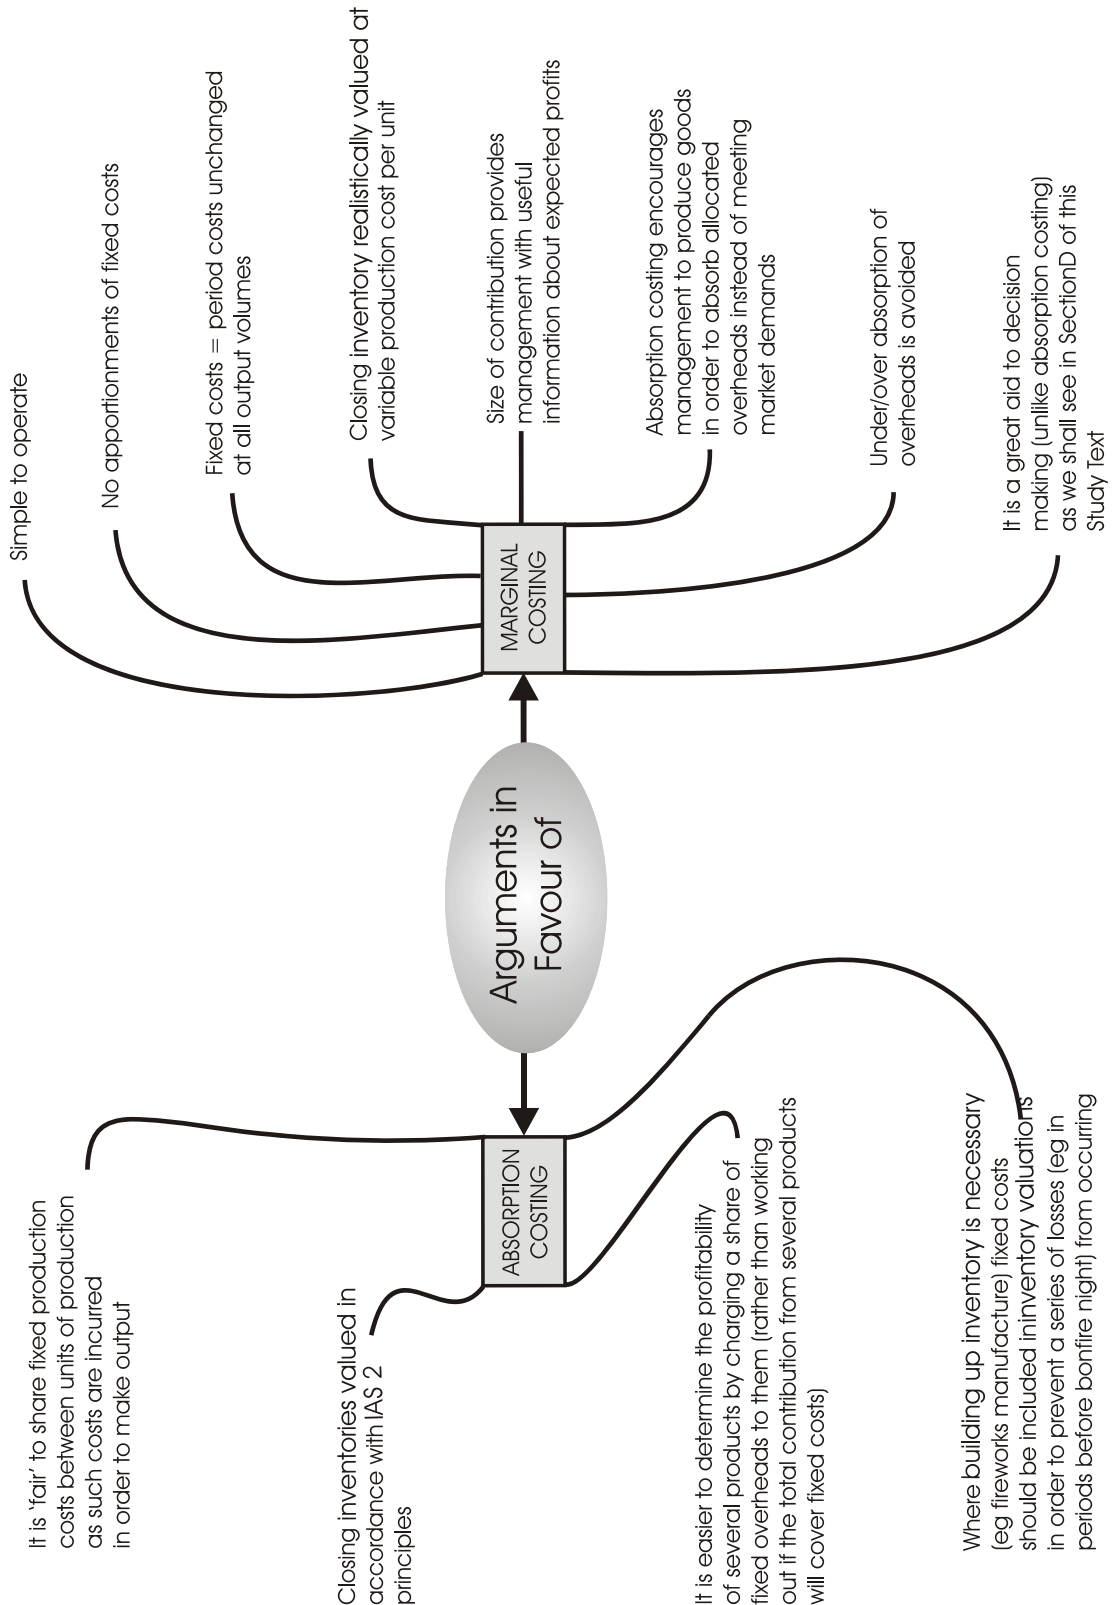 Arguments in
Favour of
ABSORPTION
COSTING
It is 'fair' to share fixed production
costs between units of production
as such costs are incurred
in order to make output
Closing inventories valued in
accordance with IAS 2
principles
It is easier to determine the profitability
of several products by charging a share of
fixed overheads to them (rather than working
out if the total contribution from several products
will cover fixed costs)
Where building up inventory is necessary
(eg fireworks manufacture) fixed costs
should be included ininventory valuations
in order to prevent a series of losses (eg in
periods before bonfire night) from occurring
MARGINAL
COSTING
Simple to operate
No apportionments of fixed costs
Fixed costs = period costs unchanged
at all output volumes
Closing inventory realistically valued at
variable production cost per unit
Size of contribution provides
management with useful
information about expected profits
Absorption costing encourages
management to produce goods
in order to absorb allocated
overheads instead of meeting
market demands
Under/over absorption of
overheads is avoided
It is a great aid to decision
making (unlike absorption costing)
as we shall see in SectionD of this
Study Text